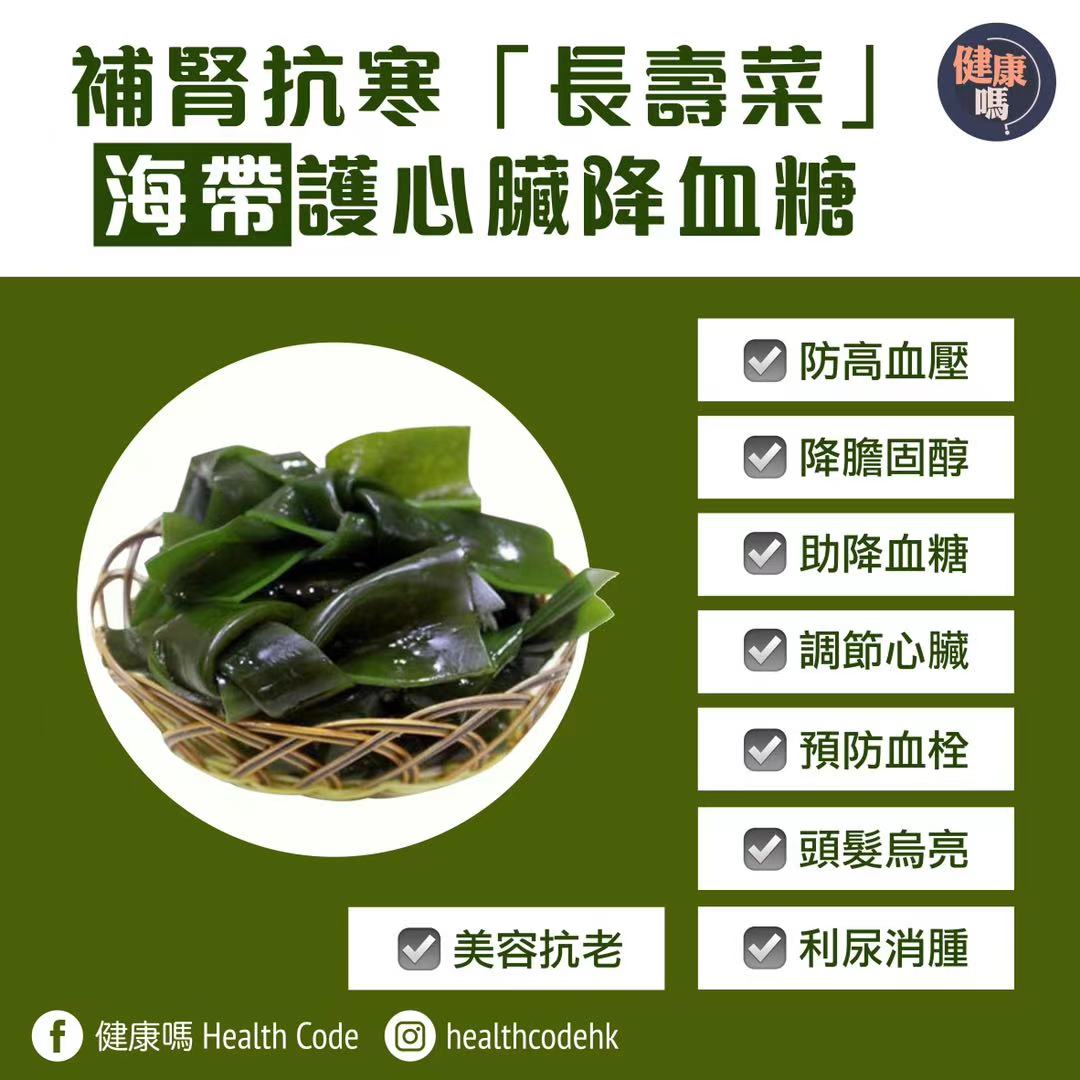 補腎抗寒「長壽菜」
海帶護心臟降血糖
健康
嗎?
防高血壓
降膽固醇
助降血糖
調節心臟
預防血栓
頭髮烏亮
美容抗老
利尿消腫
健康嗎 Health Code
healthcodehk